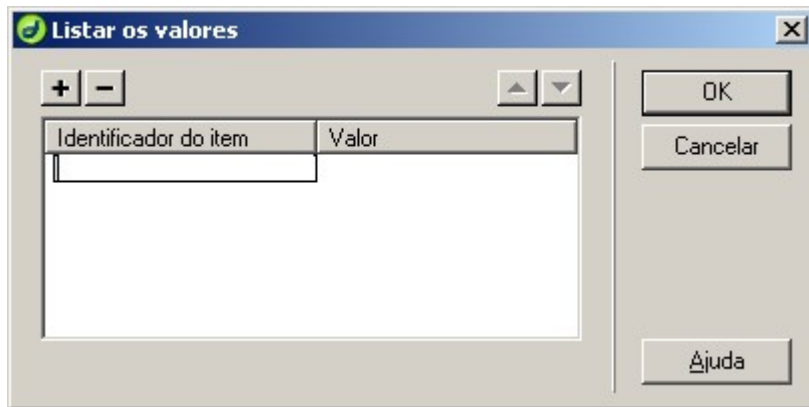 Listar os valores
OK
Identificador do item Valor
Cancelar
Ajuda